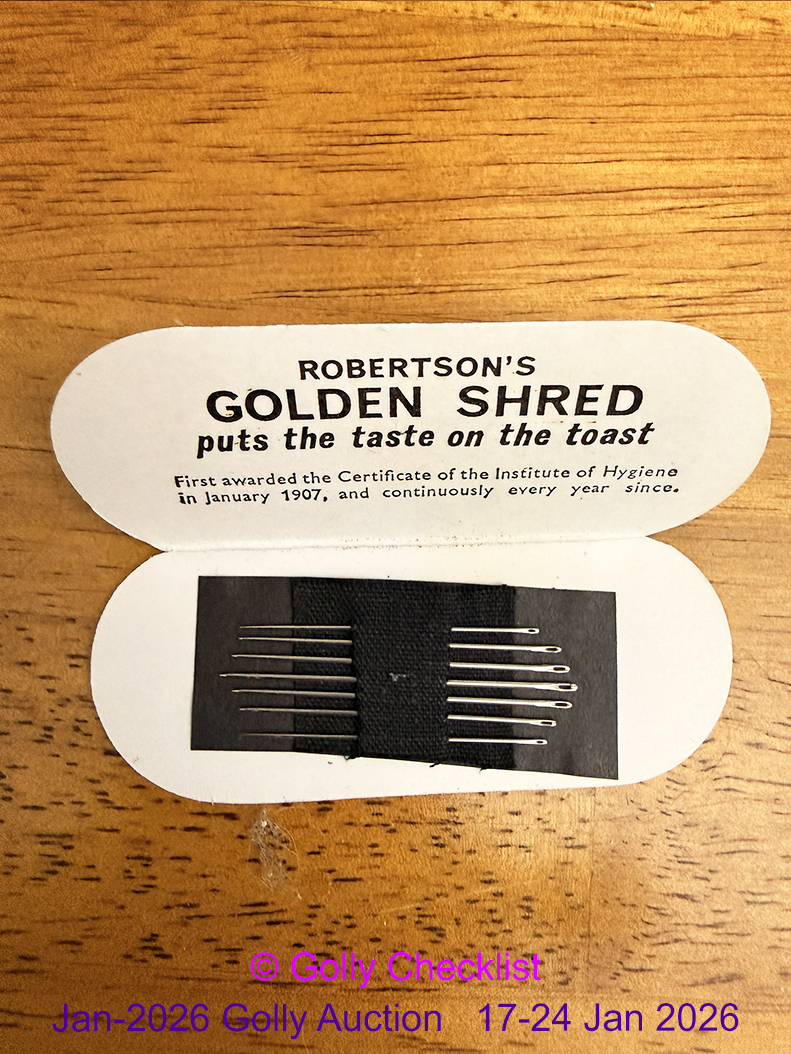 ROBERTSON'S
GOLDEN SHRED
puts the taste on the toast
First awarded the Certificate of the Institute of Hygiene
in January 1907, and continuously every year since.
© Golly Checklist
Jan-2026 Golly Auction 17-24 Jan 2026